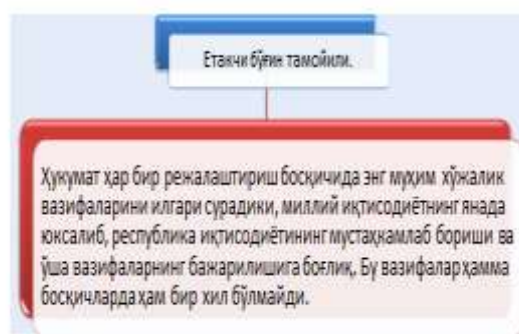 Етакчи бўғин тамойили.
Ҳукумат ҳар бир режалаштириш босқичида энг муҳим хўжалик
вазифаларини илгари сурадики, миллий иқтисодиётнинг янада
юксалиб, республика иқтисодиётининг мустаҳкамлаб бориши ва
ўша вазифаларнинг бажарилишига боғлиқ. Бу вазифалар ҳамма
босқичларда ҳам бир хил бўлмайди.